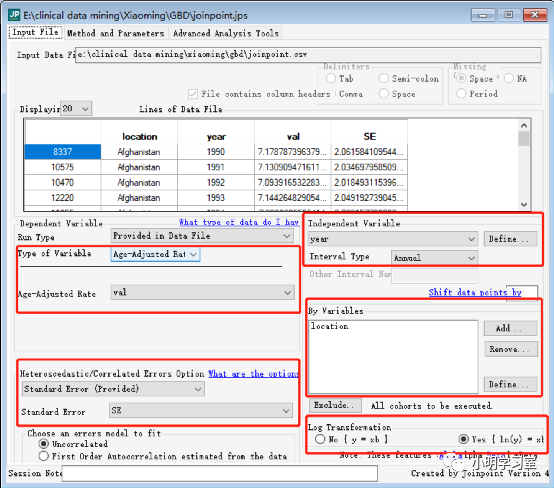 JP E:\clinical data mining\Xiaoming\GBD\joinpoint.jps
Input File Method and Parameters Advanced Analysis Tools
Input Data Fil e:\clinical data mining\xiaoming\gbd\joinpoint.csv
Delimiters Missing
Tab Semi-colon Space NA
File contains column headers Comma Space Period
Displayin 20 Lines of Data File
location year val SE
8337 Afghanistan 1990 7.178787396379... 2.061584109544...
10575 Afghanistan 1991 7.130909471611... 2.034697958509...
10470 Afghanistan 1992 7.093916532283... 2.018493115396...
12220 Afghanistan 1993 7.144264829054... 2.049192739045...
Dependent Variable What type of data do I hav
Run Type Provided in Data File
Type of Variable Age-Adjusted Rat
Age-Adjusted Rate val
Independent Variable
year Define...
Interval Type Annual
Other Interval Nam
Shift data points by
By Variables
location Add...
Remove...
Define...
Heteroscedastic/Correlated Errors Option What are the options
Standard Error (Provided)
Standard Error SE
Exclude.. All cohorts to be executed.
Log Transformation
No { y = xb } Yes { ln(y) = xb
Choose an errors model to fit
Uncorrelated
First Order Autocorrelation estimated from the data
Note: These features
小明学习室
Session Note
Created by Joinpoint Version 4